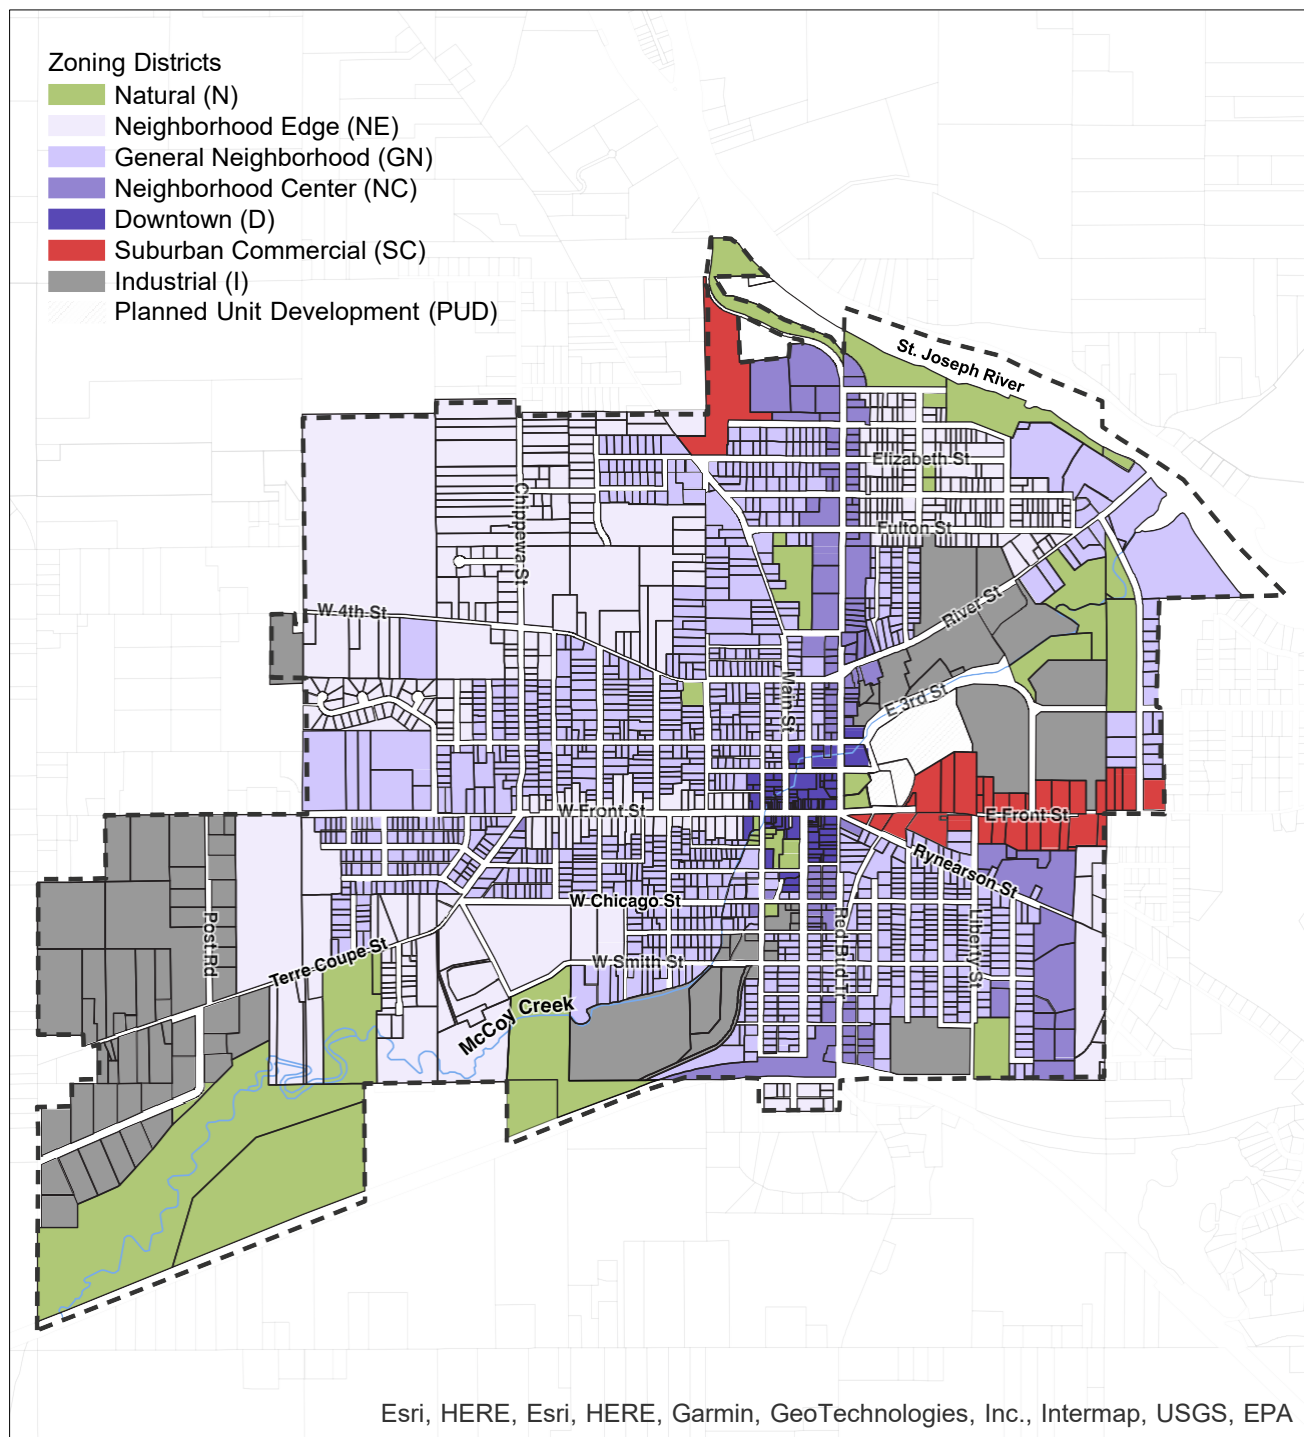 Zoning Districts
Natural (N)
Neighborhood Edge (NE)
General Neighborhood (GN)
Neighborhood Center (NC)
Downtown (D)
Suburban Commercial (SC)
Industrial (I)
Planned Unit Development (PUD)
St. Joseph River
Elizabeth St
Chippewa St
Fulton St
W 4th St
River St
Main St
E 3rd St
W Front St
E Front St
Rynearson St
W Chicago St
Post Rd
Red Bud Tr
Liberty St
Terre Coupe St
W Smith St
McCoy Creek
Esri, HERE, Esri, HERE, Garmin, GeoTechnologies, Inc., Intermap, USGS, EPA